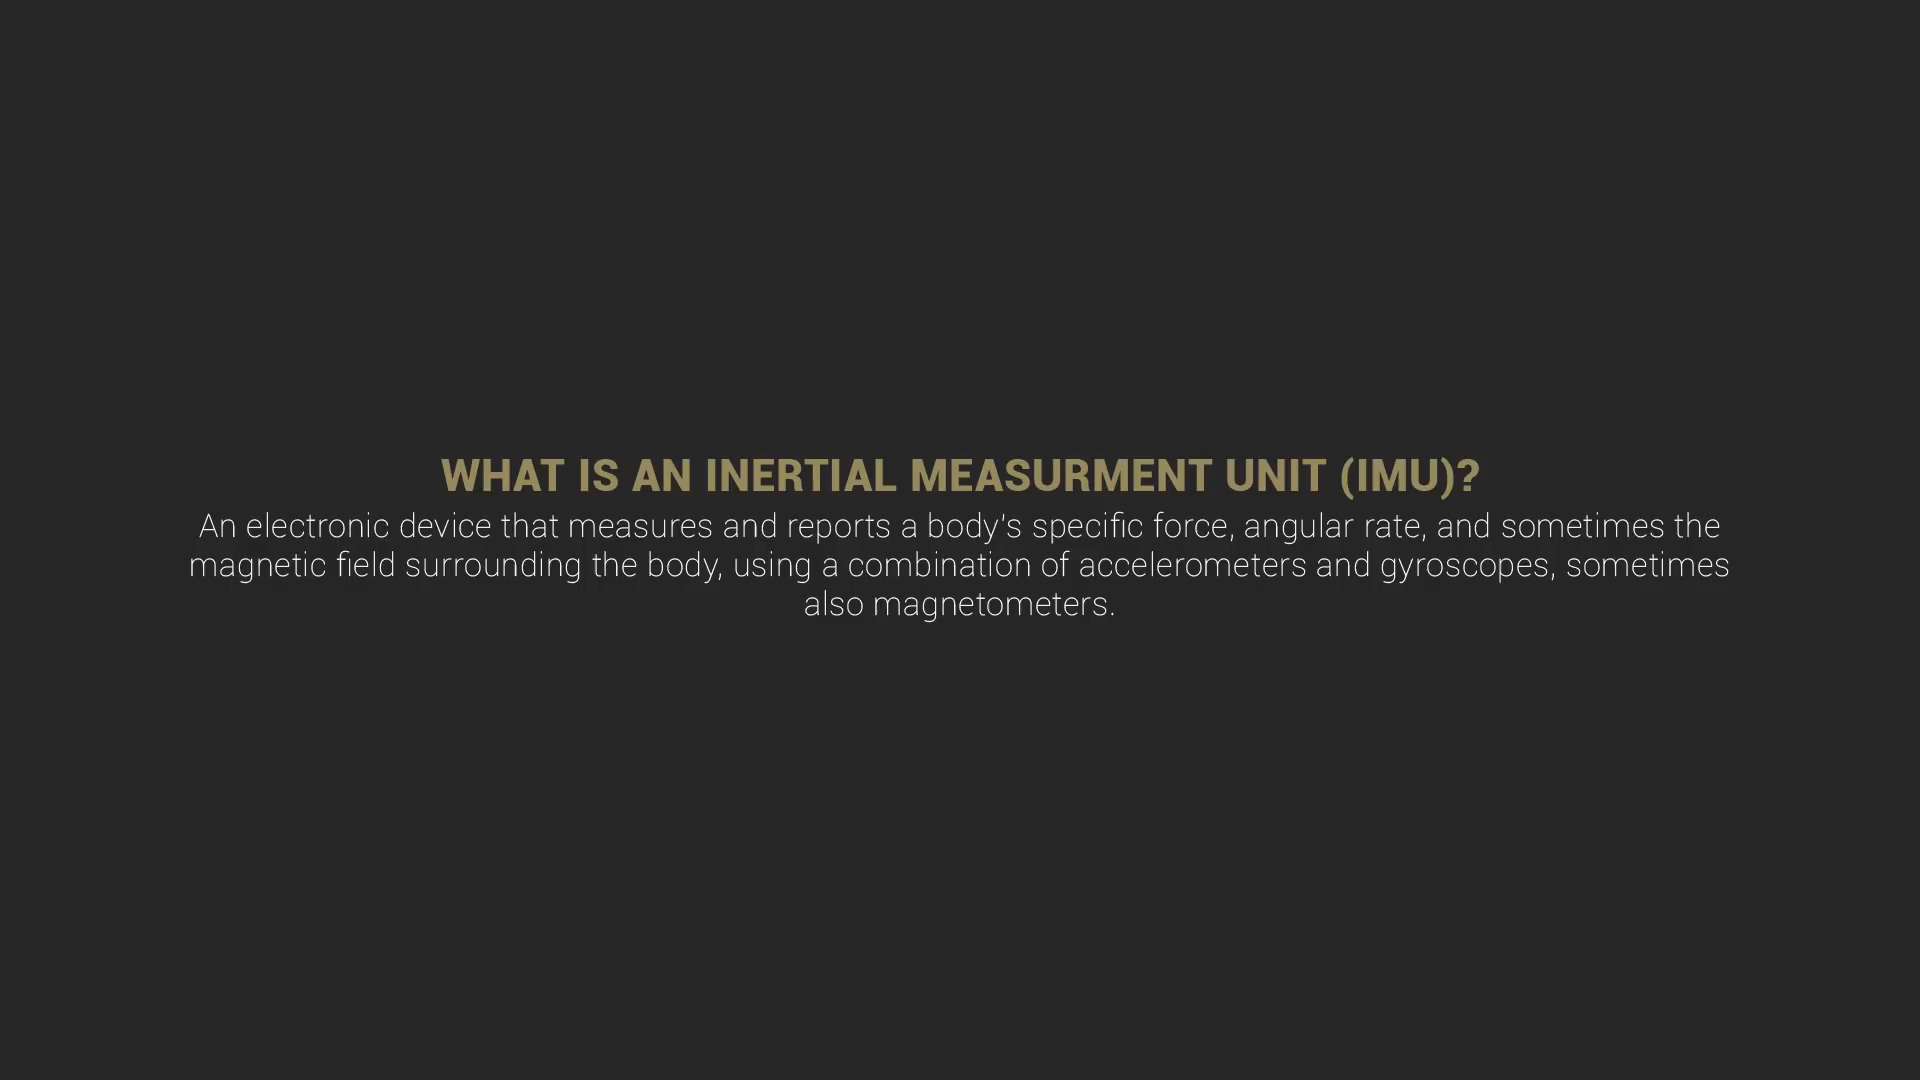 WHAT IS AN INERTIAL MEASURMENT UNIT (IMU)?
An electronic device that measures and reports a body's specific force, angular rate, and sometimes the
magnetic field surrounding the body, using a combination of accelerometers and gyroscopes, sometimes
also magnetometers.